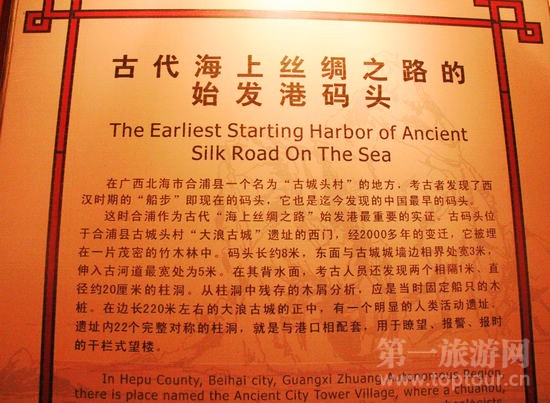 古代海上丝绸之路的
始发港码头
The Earliest Starting Harbor of Ancient
Silk Road On The Sea
在广西北海市合浦县一个名为“古城头村”的地方，考古者发现了西
汉时期的“船步”即现在的码头，它也是迄今发现的中国最早的码头。
这时合浦作为古代“海上丝绸之路”始发港最重要的实证。古码头位
于合浦县古城头村“大浪古城”遗址的西门，经2000多年的变迁，它被埋
在一片茂密的竹木林中。码头长约8米，东面与古城城墙边相界处宽3米，
伸入古河道最宽处为5米。在其背水面，考古人员还发现两个相隔1米、直
径约20厘米的柱洞。从柱洞中残存的木屑分析，应是当时固定船只的木
桩。在边长220米左右的大浪古城的正中，有一个明显的人类活动遗址。
遗址内22个完整对称的柱洞，就是与港口相配套，用于瞭望、报警、报时
的干栏式望楼。
In Hepu County, Beihai city, Guangxi Zhuang Autonomous Region,
there is place named the Ancient City Tower Village, where a chuanbu,
第一旅游网
www.toptour.cn